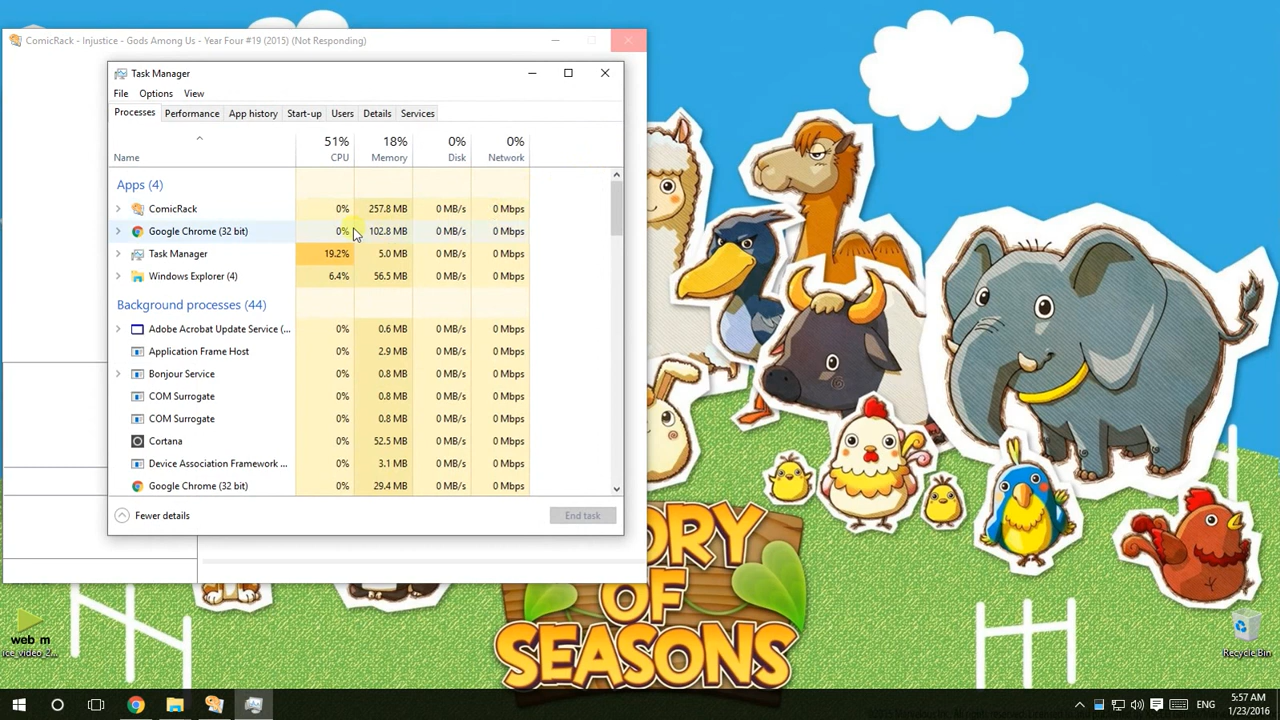 ComicRack - Injustice - Gods Among Us - Year Four #19 (2015) (Not Responding)
Task Manager
File Options View
Processes Performance App history Start-up Users Details Services
51% 18% 0% 0%
Name CPU Memory Disk Network
Apps (4)
ComicRack 0% 257.8 MB 0 MB/s 0 Mbps
Google Chrome (32 bit) 0% 102.8 MB 0 MB/s 0 Mbps
Task Manager 19.2% 5.0 MB 0 MB/s 0 Mbps
Windows Explorer (4) 6.4% 56.5 MB 0 MB/s 0 Mbps
Background processes (44)
Adobe Acrobat Update Service (... 0% 0.6 MB 0 MB/s 0 Mbps
Application Frame Host 0% 2.9 MB 0 MB/s 0 Mbps
Bonjour Service 0% 0.8 MB 0 MB/s 0 Mbps
COM Surrogate 0% 0.8 MB 0 MB/s 0 Mbps
COM Surrogate 0% 0.8 MB 0 MB/s 0 Mbps
Cortana 0% 52.5 MB 0 MB/s 0 Mbps
Device Association Framework ... 0% 3.1 MB 0 MB/s 0 Mbps
Google Chrome (32 bit) 0% 29.4 MB 0 MB/s 0 Mbps
Fewer details End task
ORY
OF
SEASONS
web m
ice_video_2...
Recycle Bin
ENG
5:57 AM
1/23/2016